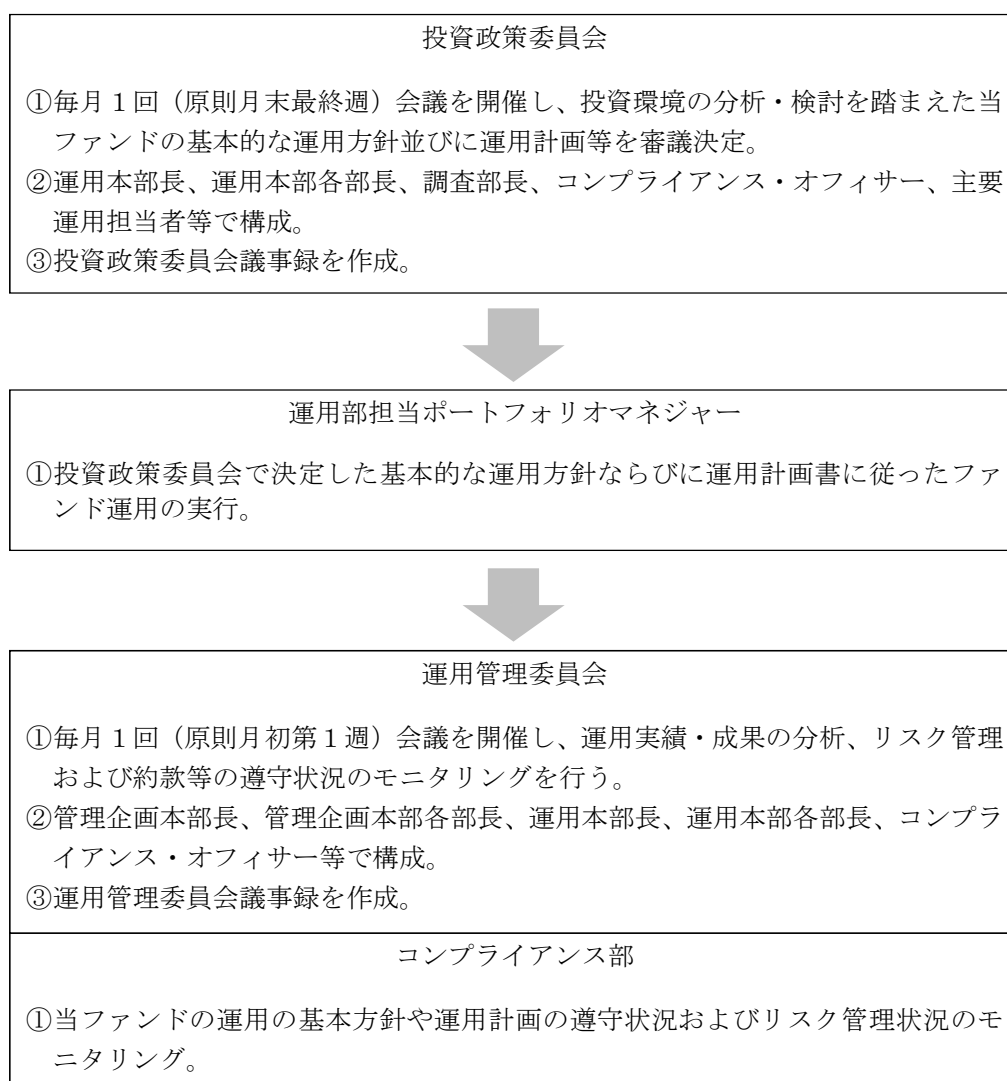 投資政策委員会
①毎月１回（原則月末最終週）会議を開催し、投資環境の分析・検討を踏まえた当
ファンドの基本的な運用方針並びに運用計画等を審議決定。
②運用本部長、運用本部各部長、調査部長、コンプライアンス・オフィサー、主要
運用担当者等で構成。
③投資政策委員会議事録を作成。
運用部担当ポートフォリオマネジャー
①投資政策委員会で決定した基本的な運用方針ならびに運用計画書に従ったファ
ンド運用の実行。
運用管理委員会
①毎月１回（原則月初第１週）会議を開催し、運用実績・成果の分析、リスク管理
および約款等の遵守状況のモニタリングを行う。
②管理企画本部長、管理企画本部各部長、運用本部長、運用本部各部長、コンプラ
イアンス・オフィサー等で構成。
③運用管理委員会議事録を作成。
コンプライアンス部
①当ファンドの運用の基本方針や運用計画の遵守状況およびリスク管理状況のモ
ニタリング。